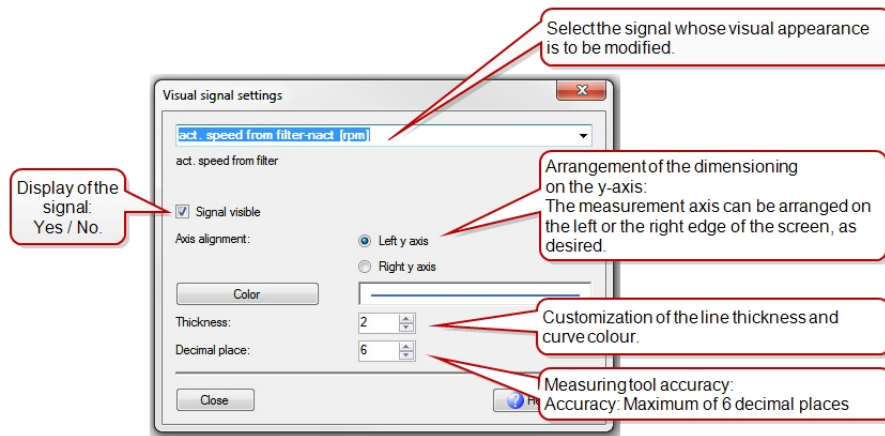 Select the signal whose visual appearance
is to be modified.
Visual signal settings
act. speed from filter-nact [rpm]
act. speed from filter
Display of the
signal:
Yes / No.
Signal visible
Arrangement of the dimensioning
on the y-axis:
The measurement axis can be arranged on
the left or the right edge of the screen, as
desired.
Axis alignment:
Left y axis
Right y axis
Color
Thickness:
2
Customization of the line thickness and
curve colour.
Decimal place:
6
Measuring tool accuracy:
Accuracy: Maximum of 6 decimal places
Close